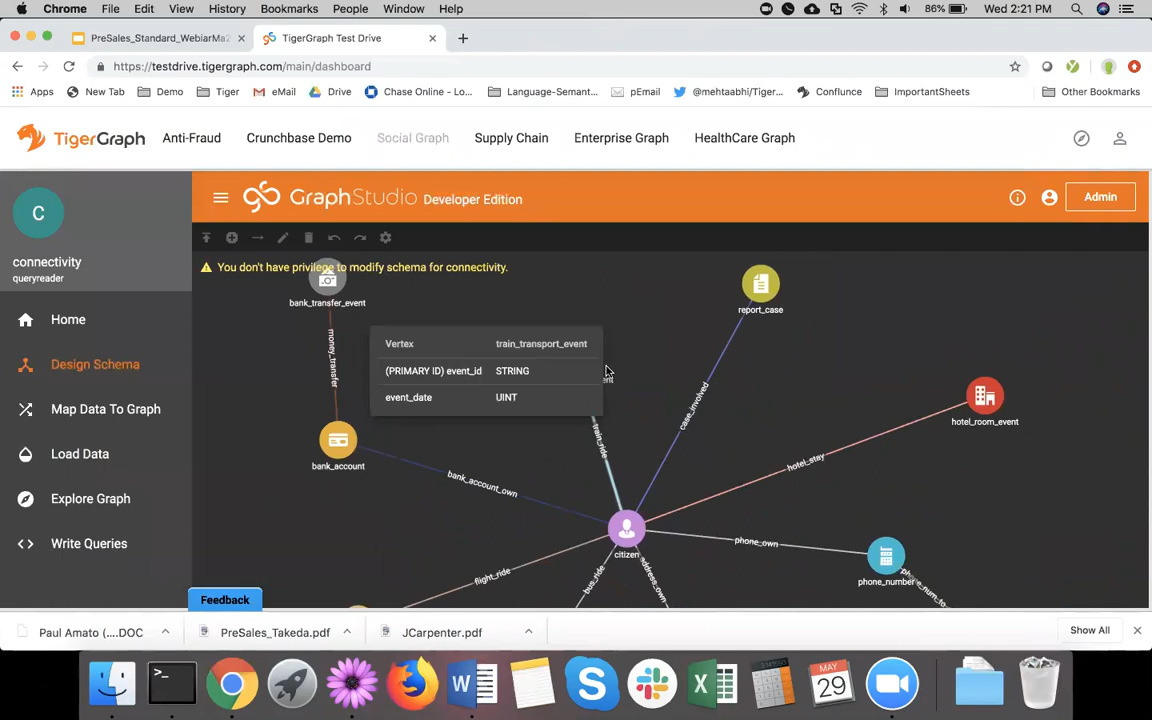 Chrome File Edit View History Bookmarks People Window Help 86% Wed 2:21 PM
PreSales_Standard_WebiarMa
TigerGraph Test Drive
https://testdrive.tigergraph.com/main/dashboard
Apps New Tab Demo Tiger eMail Drive Chase Online - Lo... Language-Semant... pEmail @mehtaabhi/Tiger... Conflunce ImportantSheets Other Bookmarks
TigerGraph Anti-Fraud Crunchbase Demo Social Graph Supply Chain Enterprise Graph HealthCare Graph
C
connectivity
queryreader
Home
Design Schema
Map Data To Graph
Load Data
Explore Graph
Write Queries
GraphStudio Developer Edition Admin
You don't have privilege to modify schema for connectivity.
bank_transfer_event
report_case
money_transfer
Vertex train_transport_event
(PRIMARY ID) event_id STRING
event_date UINT
case_involved
hotel_room_event
train_ride
bank_account
hotel_stay
bank_account_own
citizen
phone_own
phone_number
phone_num_to
flight_ride
bus_ride
address_own
Feedback
Paul Amato (....DOC PreSales_Takeda.pdf JCarpenter.pdf Show All
MAY
29